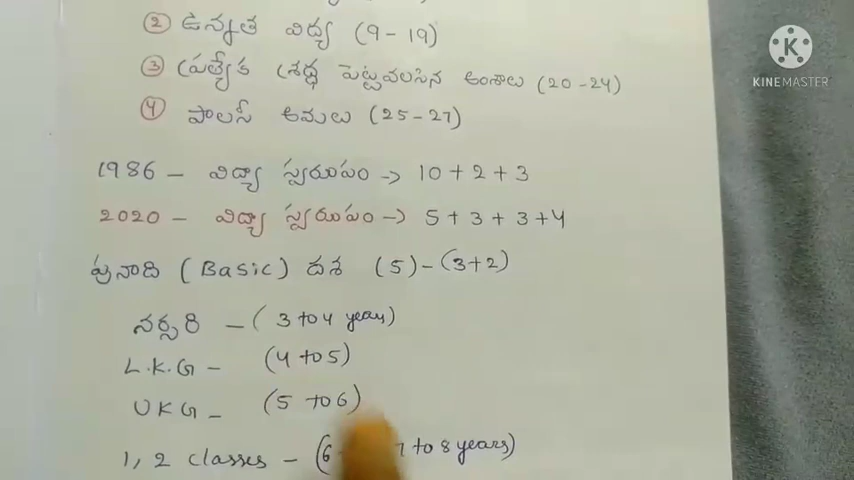 ② ఉన్నత విద్య (9-19)
③ ప్రత్యేక శ్రద్ధ పెట్టవలసిన అంశాలు (20-24)
④ పాలసీ అమలు (25-27)
1986 - విద్యా స్వరూపం -> 10+2+3
2020 - విద్యా స్వరూపం -> 5+3+3+4
పునాది (Basic) దశ (5)-(3+2)
నర్సరి - (3 to 4 years)
L.K.G - (4 to 5)
UKG - (5 to 6)
1, 2 classes - (6 7 to 8 years)
KINEMASTER